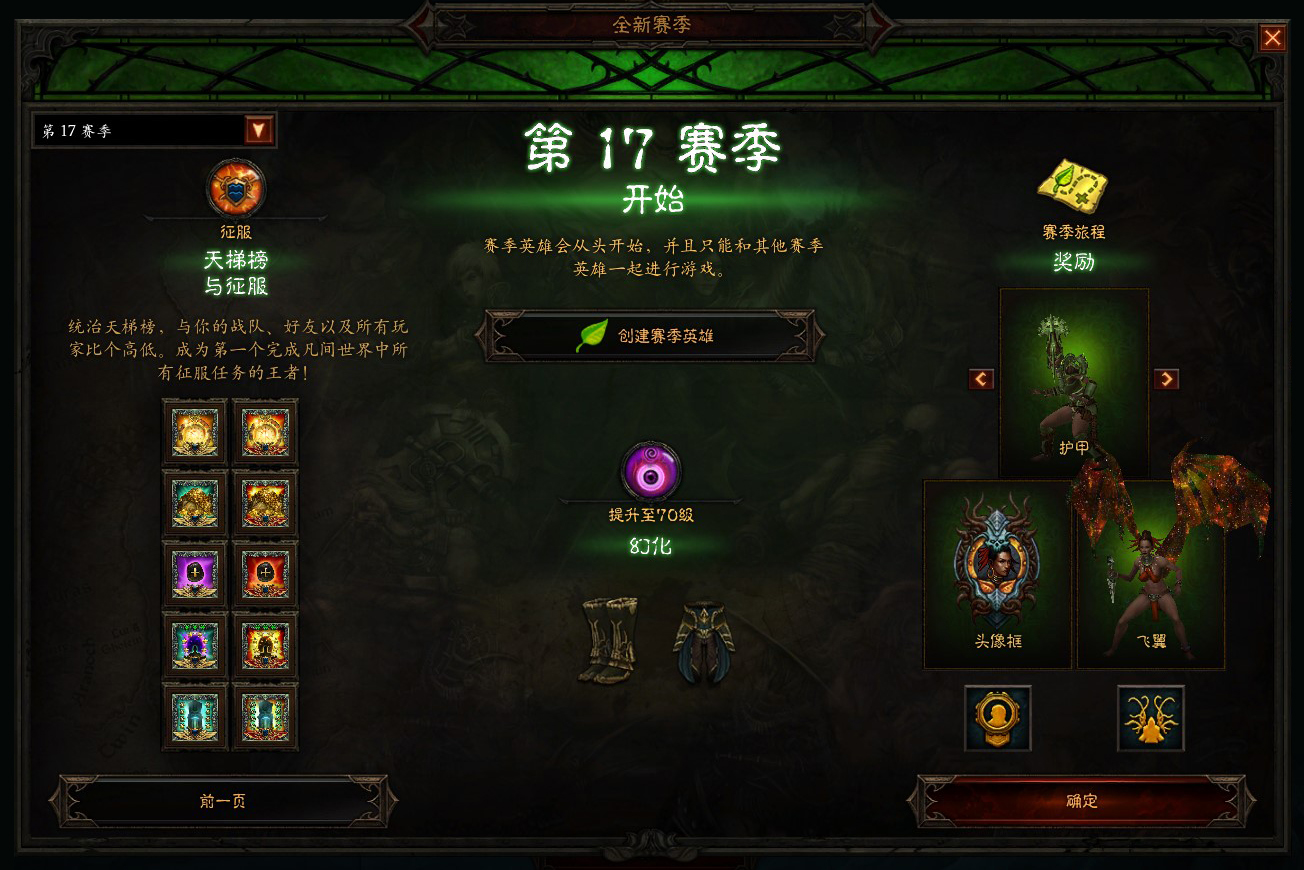 全新赛季
第 17 赛季
第 17 赛季
开始
赛季英雄会从头开始，并且只能和其他赛季
英雄一起进行游戏。
创建赛季英雄
提升至70级
幻化
征服
天梯榜
与征服
统治天梯榜，与你的战队、好友以及所有玩
家比个高低。成为第一个完成凡间世界中所
有征服任务的王者！
赛季旅程
奖励
护甲
头像框
飞翼
前一页
确定